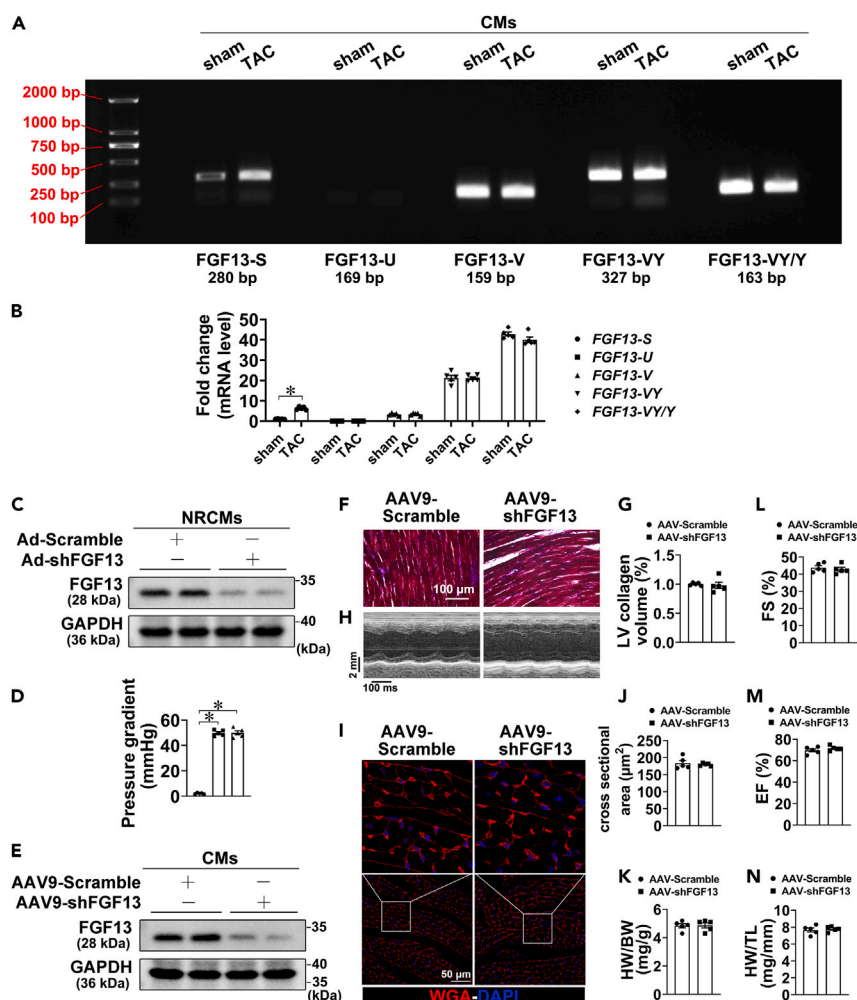 A
CMs
sham TAC sham TAC sham TAC sham TAC sham TAC
2000 bp
1000 bp
750 bp
500 bp
250 bp
100 bp
FGF13-S FGF13-U FGF13-V FGF13-VY FGF13-VY/Y
280 bp 169 bp 159 bp 327 bp 163 bp
B
Fold change
(mRNA level)
50
40
30
20
10
0
*
sham TAC sham TAC sham TAC sham TAC sham TAC
FGF13-S
FGF13-U
FGF13-V
FGF13-VY
FGF13-VY/Y
C
NRCMs
Ad-Scramble + −
Ad-shFGF13 − +
FGF13
(28 kDa)
35
GAPDH
(36 kDa)
40
(kDa)
D
Pressure gradient
(mmHg)
60
40
20
0
* *
E
CMs
AAV9-Scramble + −
AAV9-shFGF13 − +
FGF13
(28 kDa)
35
GAPDH
(36 kDa)
40
35
(kDa)
F
AAV9-
Scramble
AAV9-
shFGF13
100 μm
H
2 mm
100 ms
I
AAV9-
Scramble
AAV9-
shFGF13
50 μm
WGA-DAPI
G
AAV-Scramble
AAV-shFGF13
LV collagen
volume (%)
1.5
1.0
0.5
0.0
L
AAV-Scramble
AAV-shFGF13
FS (%)
60
40
20
0
J
AAV-Scramble
AAV-shFGF13
cross sectional
area (μm²)
250
200
150
100
50
0
M
AAV-Scramble
AAV-shFGF13
EF (%)
100
80
60
40
20
0
K
AAV-Scramble
AAV-shFGF13
HW/BW
(mg/g)
6
4
2
0
N
AAV-Scramble
AAV-shFGF13
HW/TL
(mg/mm)
10
8
6
4
2
0